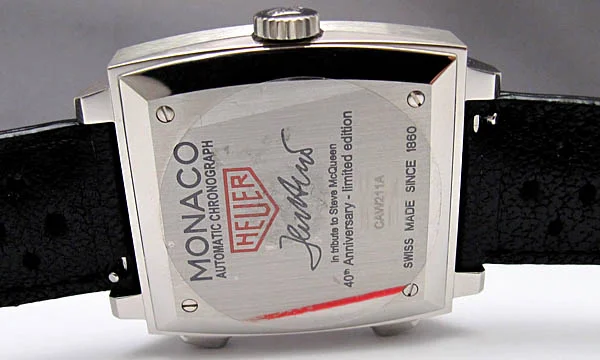 MONACO
AUTOMATIC CHRONOGRAPH
HEUER
In tribute to Steve McQueen
40th Anniversary - limited edition
CAW211A
SWISS MADE SINCE 1860